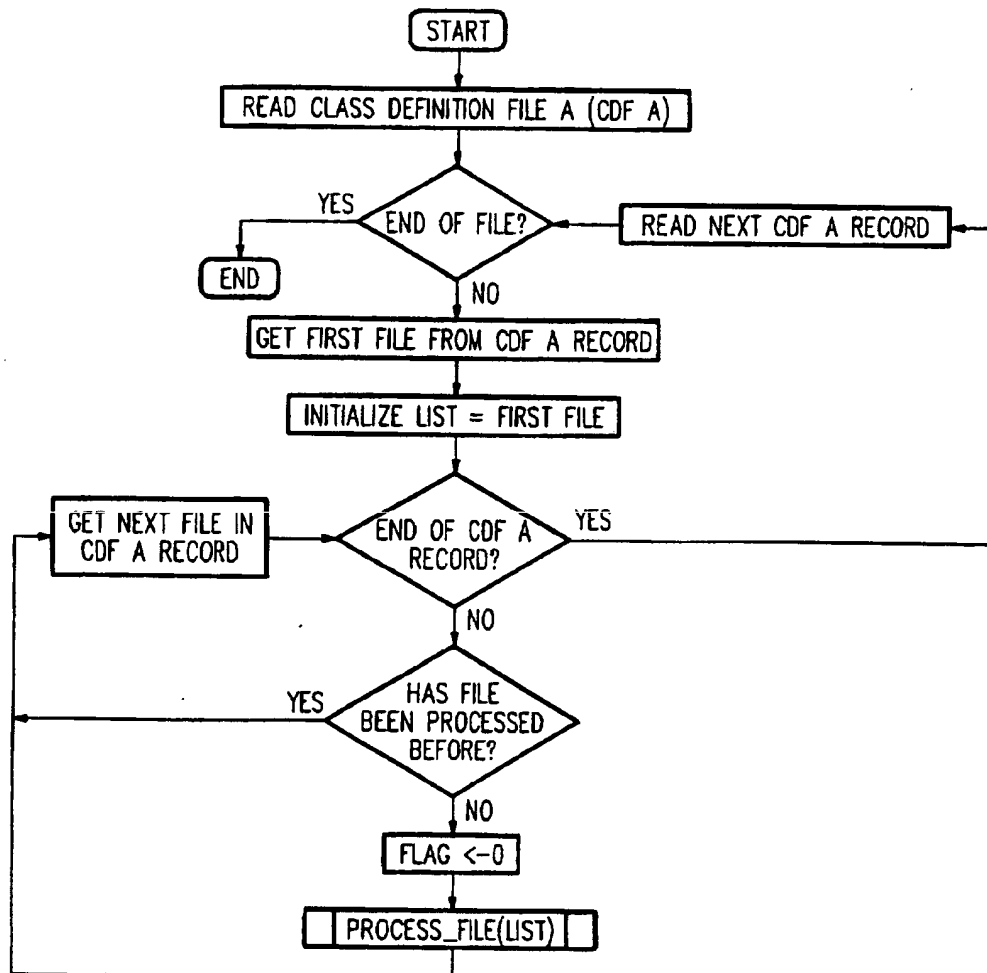 START
READ CLASS DEFINITION FILE A (CDF A)
YES
END OF FILE?
READ NEXT CDF A RECORD
END
NO
GET FIRST FILE FROM CDF A RECORD
INITIALIZE LIST = FIRST FILE
GET NEXT FILE IN
CDF A RECORD
END OF CDF A
RECORD?
YES
NO
YES
HAS FILE
BEEN PROCESSED
BEFORE?
NO
FLAG <-0
PROCESS_FILE(LIST)